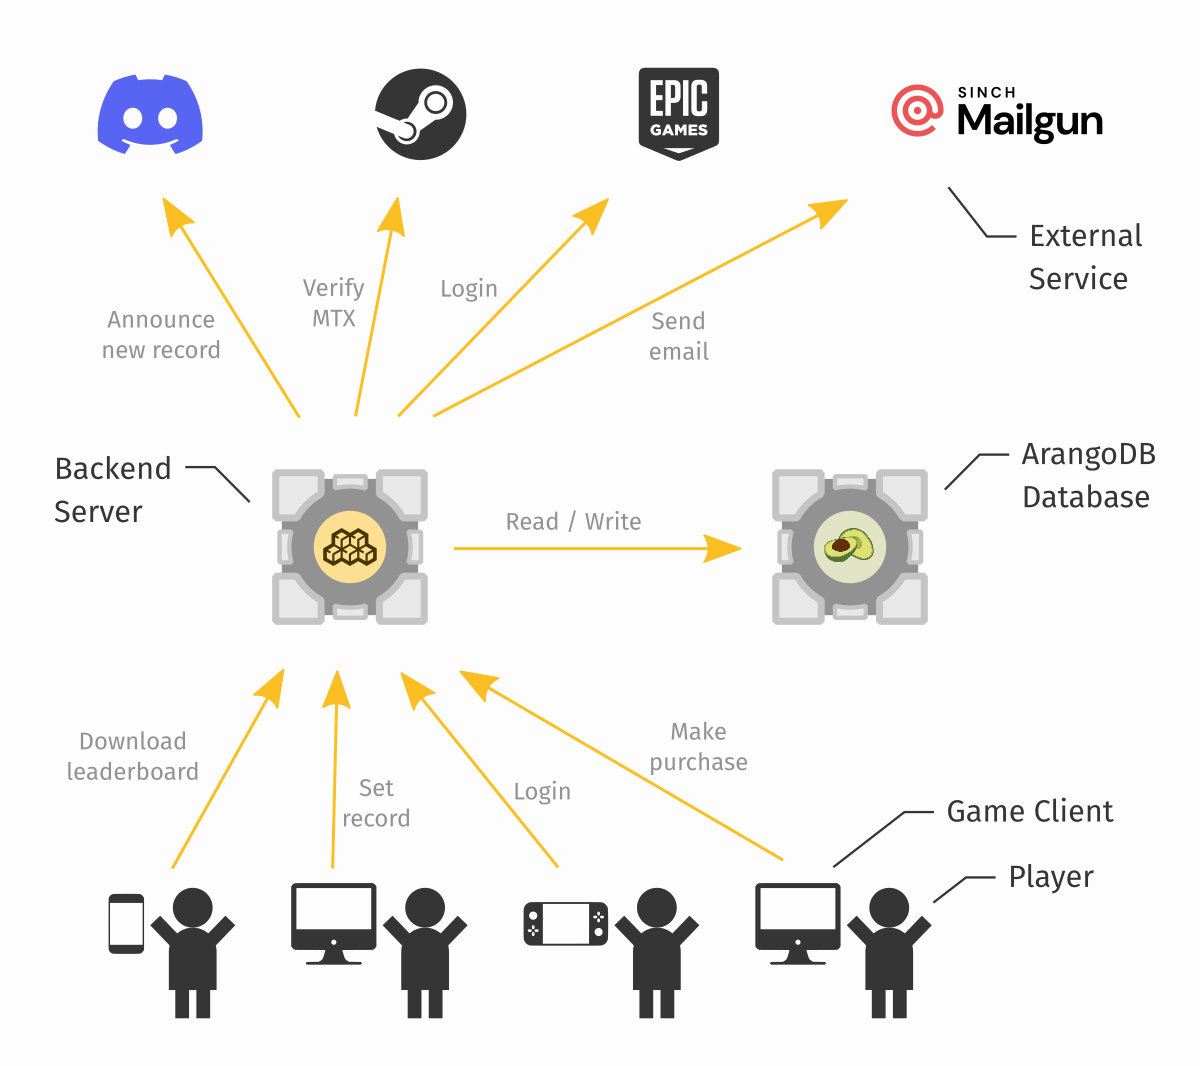 EPIC
GAMES
SINCH
Mailgun
External
Service
Verify
MTX
Login
Announce
new record
Send
email
Backend
Server
ArangoDB
Database
Read / Write
Download
leaderboard
Set
record
Login
Make
purchase
Game Client
Player